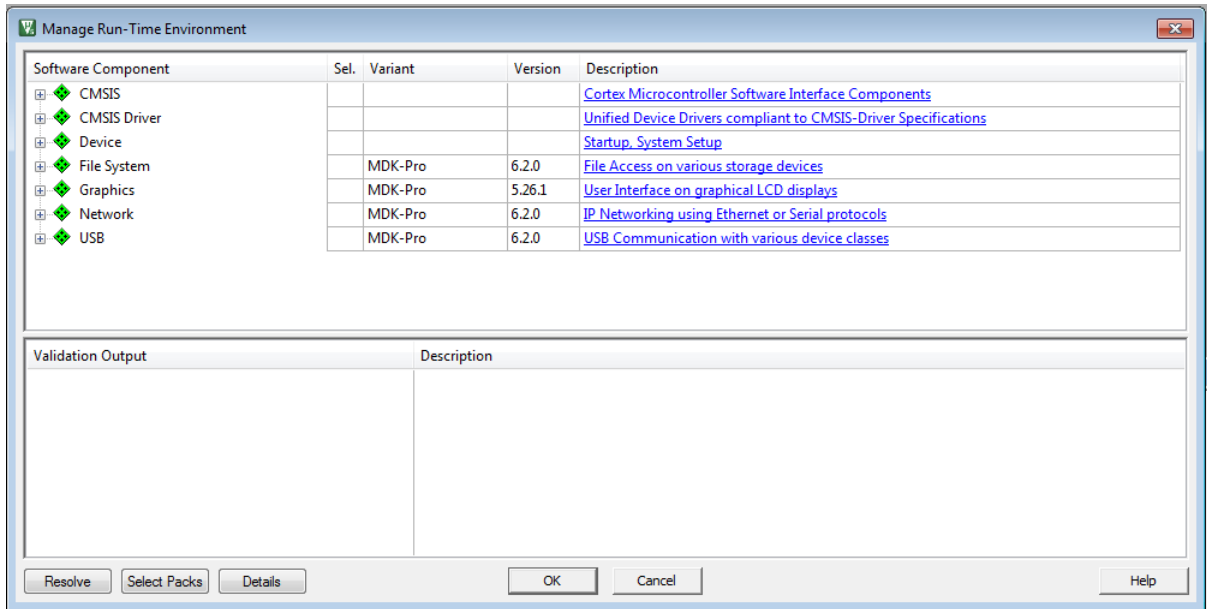 Manage Run-Time Environment
Software Component Sel. Variant Version Description
CMSIS Cortex Microcontroller Software Interface Components
CMSIS Driver Unified Device Drivers compliant to CMSIS-Driver Specifications
Device Startup, System Setup
File System MDK-Pro 6.2.0 File Access on various storage devices
Graphics MDK-Pro 5.26.1 User Interface on graphical LCD displays
Network MDK-Pro 6.2.0 IP Networking using Ethernet or Serial protocols
USB MDK-Pro 6.2.0 USB Communication with various device classes
Validation Output Description
Resolve Select Packs Details OK Cancel Help